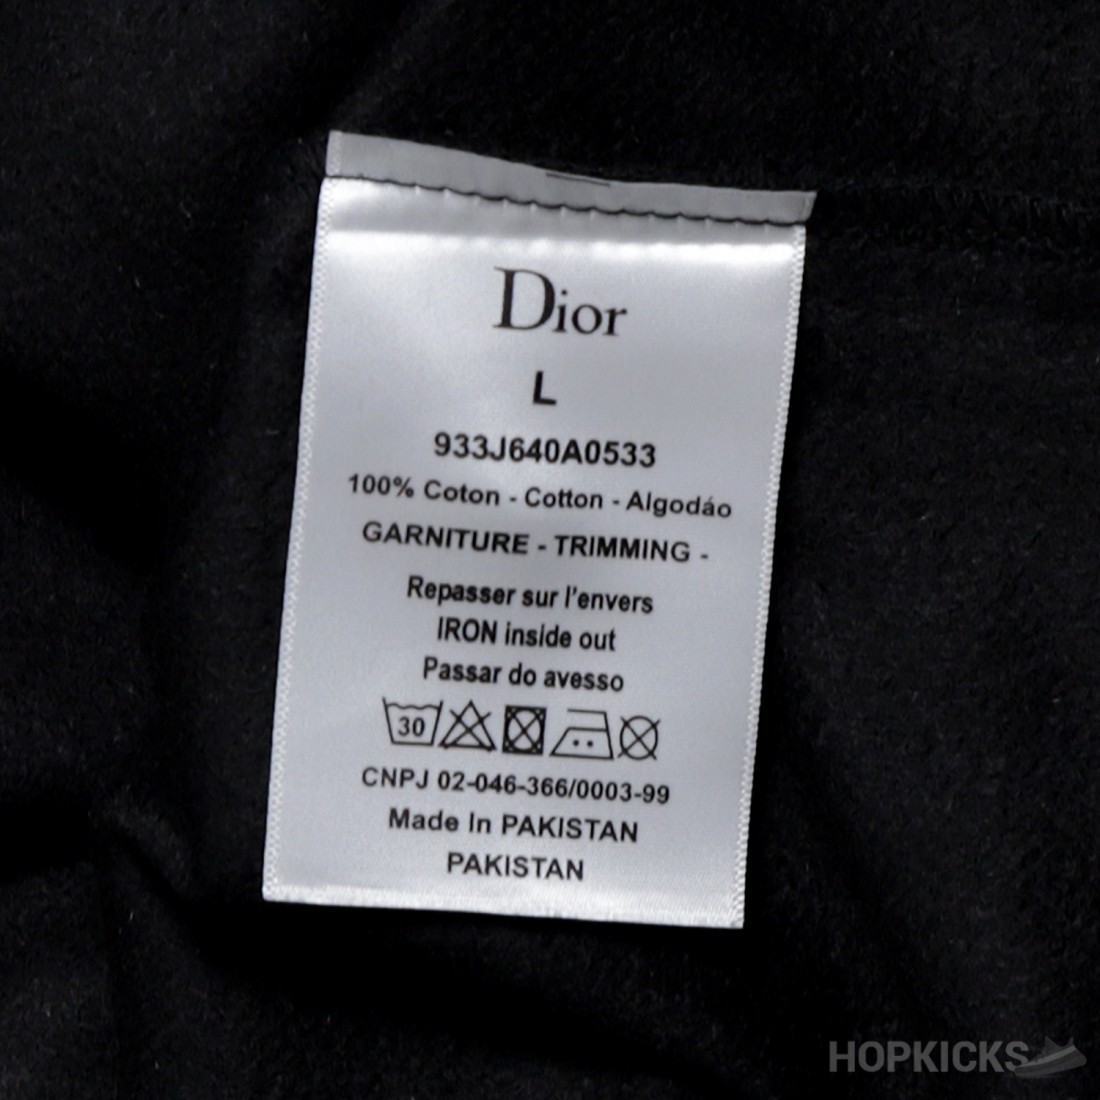 Dior
L
933J640A0533
100% Coton - Cotton - Algodáo
GARNITURE - TRIMMING -
Repasser sur l'envers
IRON inside out
Passar do avesso
30
CNPJ 02-046-366/0003-99
Made In PAKISTAN
PAKISTAN
HOPKICKS